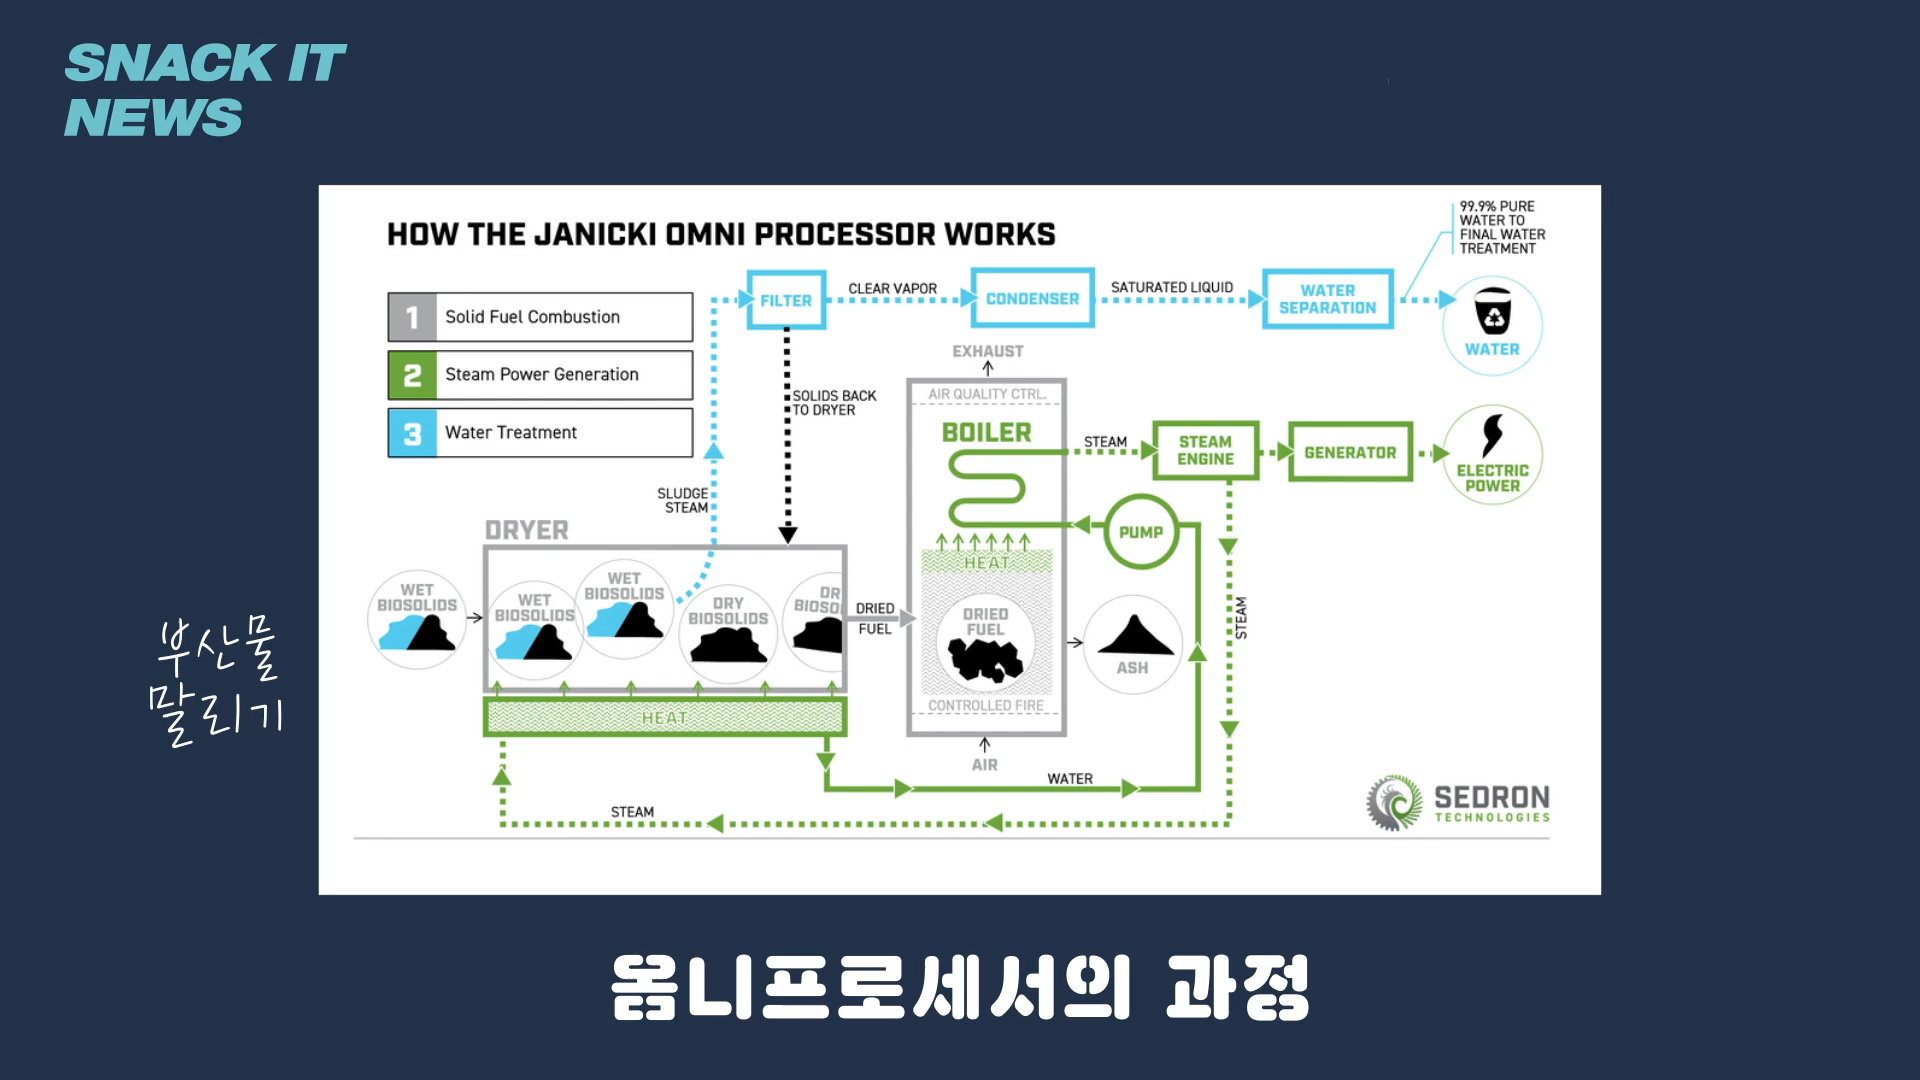 SNACK IT
NEWS
HOW THE JANICKI OMNI PROCESSOR WORKS
1 Solid Fuel Combustion
2 Steam Power Generation
3 Water Treatment
FILTER
CLEAR VAPOR
CONDENSER
SATURATED LIQUID
WATER
SEPARATION
99.9% PURE
WATER TO
FINAL WATER
TREATMENT
WATER
SOLIDS BACK
TO DRYER
SLUDGE
STEAM
EXHAUST
AIR QUALITY CTRL.
BOILER
STEAM
STEAM
ENGINE
GENERATOR
ELECTRIC
POWER
PUMP
HEAT
DRYER
WET
BIOSOLIDS
WET
BIOSOLIDS
WET
BIOSOLIDS
DRY
BIOSOLIDS
DR
BIOSO
DRIED
FUEL
DRIED
FUEL
ASH
STEAM
CONTROLLED FIRE
HEAT
AIR
WATER
STEAM
SEDRON
TECHNOLOGIES
부산물
말리기
옴니프로세서의 과정